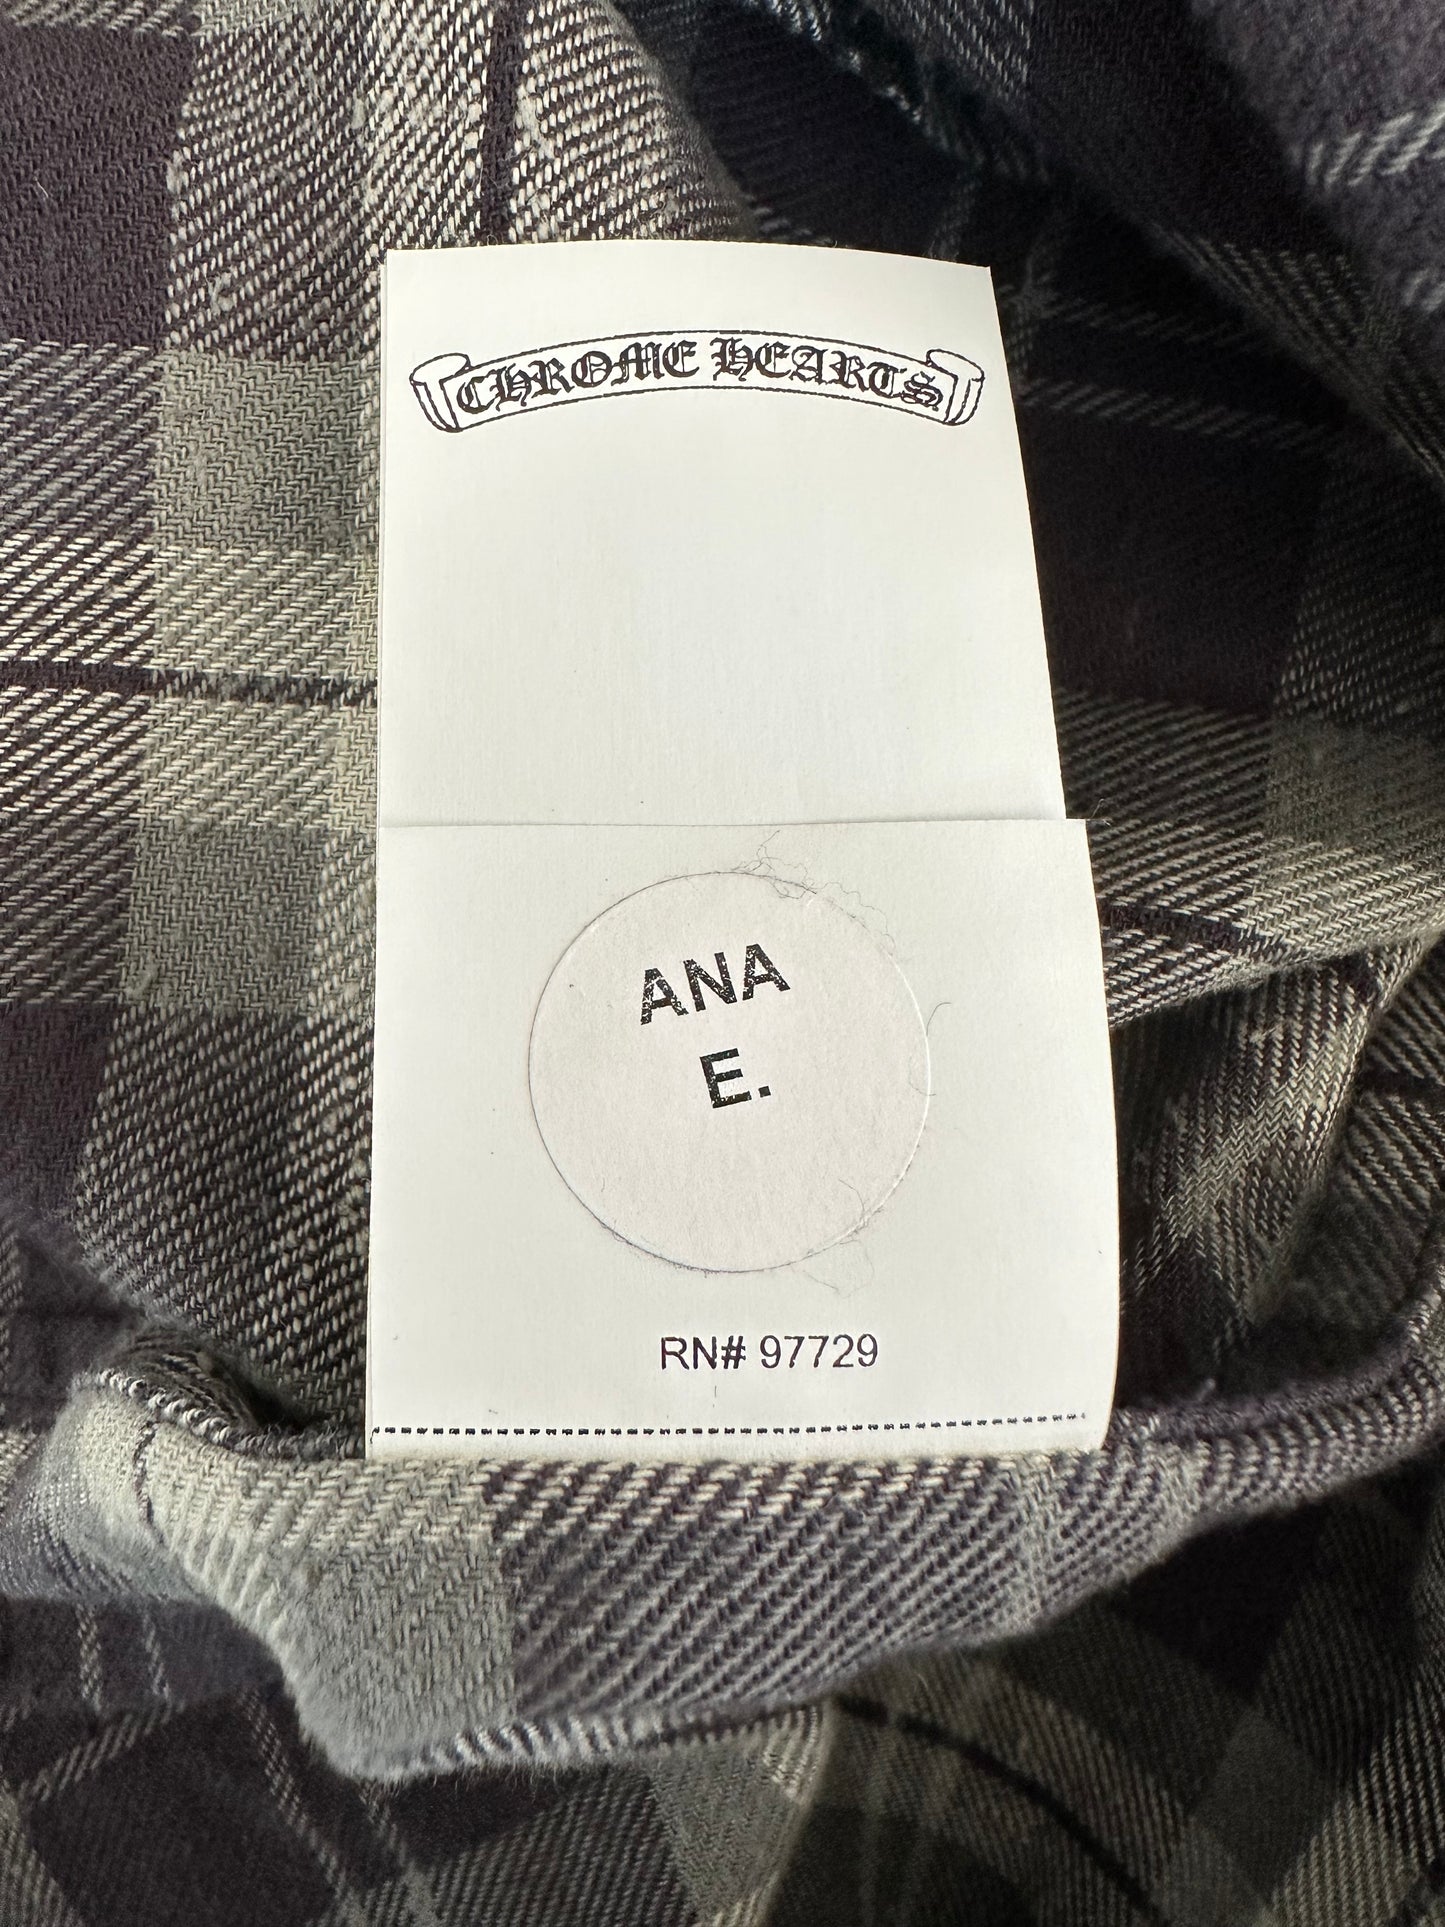 CHROME HEARTS
ANA
E.
RN# 97729